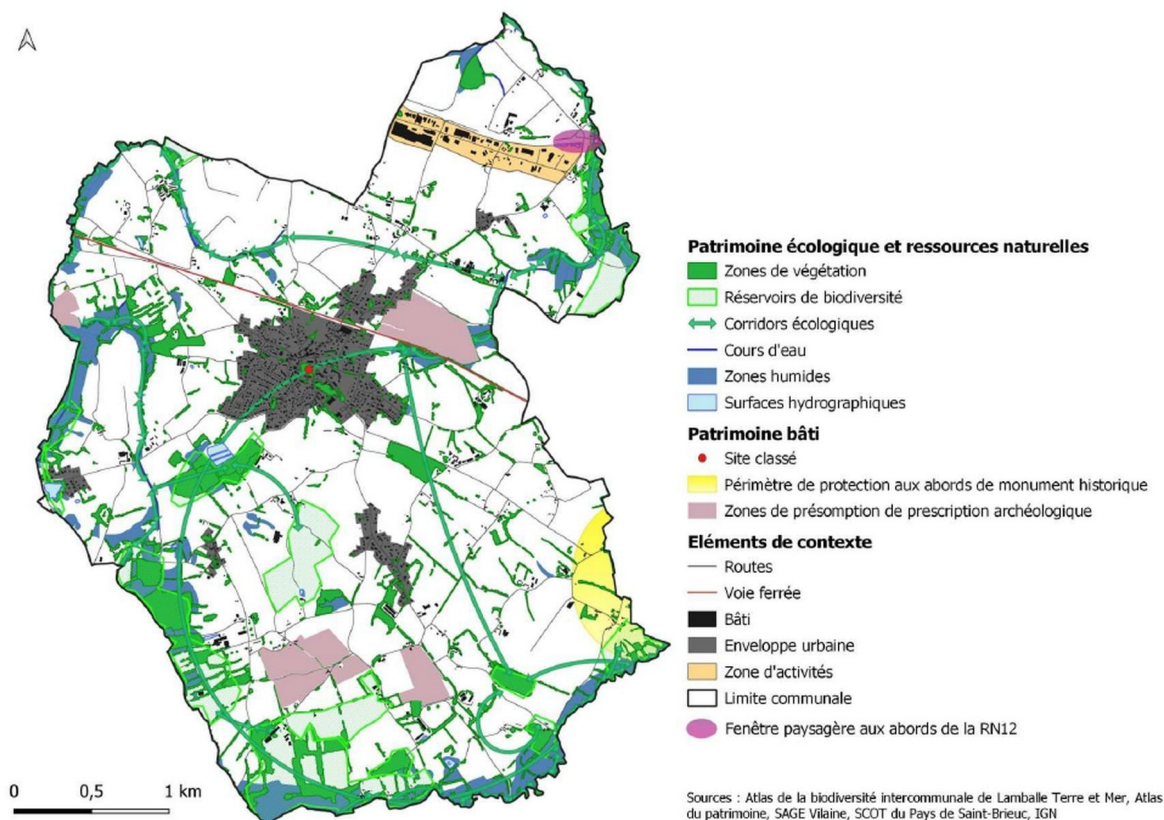 Patrimoine écologique et ressources naturelles
Zones de végétation
Réservoirs de biodiversité
Corridors écologiques
Cours d'eau
Zones humides
Surfaces hydrographiques
Patrimoine bâti
Site classé
Périmètre de protection aux abords de monument historique
Zones de présomption de prescription archéologique
Eléments de contexte
Routes
Voie ferrée
Bâti
Enveloppe urbaine
Zone d'activités
Limite communale
Fenêtre paysagère aux abords de la RN12
0 0,5 1 km
Sources : Atlas de la biodiversité intercommunale de Lamballe Terre et Mer, Atlas
du patrimoine, SAGE Vilaine, SCOT du Pays de Saint-Brieuc, IGN